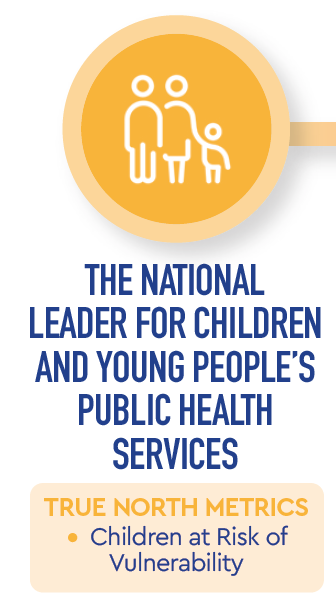 THE NATIONAL
LEADER FOR CHILDREN
AND YOUNG PEOPLE’S
PUBLIC HEALTH
SERVICES
TRUE NORTH METRICS
• Children at Risk of
Vulnerability